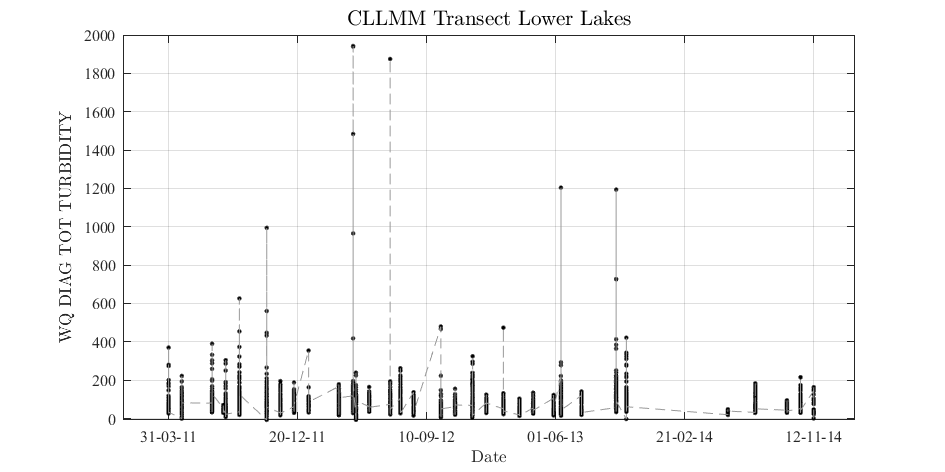 CLLMM Transect Lower Lakes
WQ DIAG TOT TURBIDITY
2000
1800
1600
1400
1200
1000
800
600
400
200
0
31-03-11 20-12-11 10-09-12 01-06-13 21-02-14 12-11-14
Date